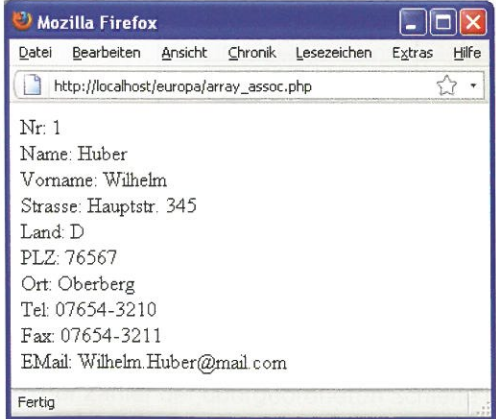 Mozilla Firefox
Datei Bearbeiten Ansicht Chronik Lesezeichen Extras Hilfe
http://localhost/europa/array_assoc.php
Nr: 1
Name: Huber
Vorname: Wilhelm
Strasse: Hauptstr. 345
Land: D
PLZ: 76567
Ort: Oberberg
Tel: 07654-3210
Fax: 07654-3211
EMail: Wilhelm.Huber@mail.com
Fertig